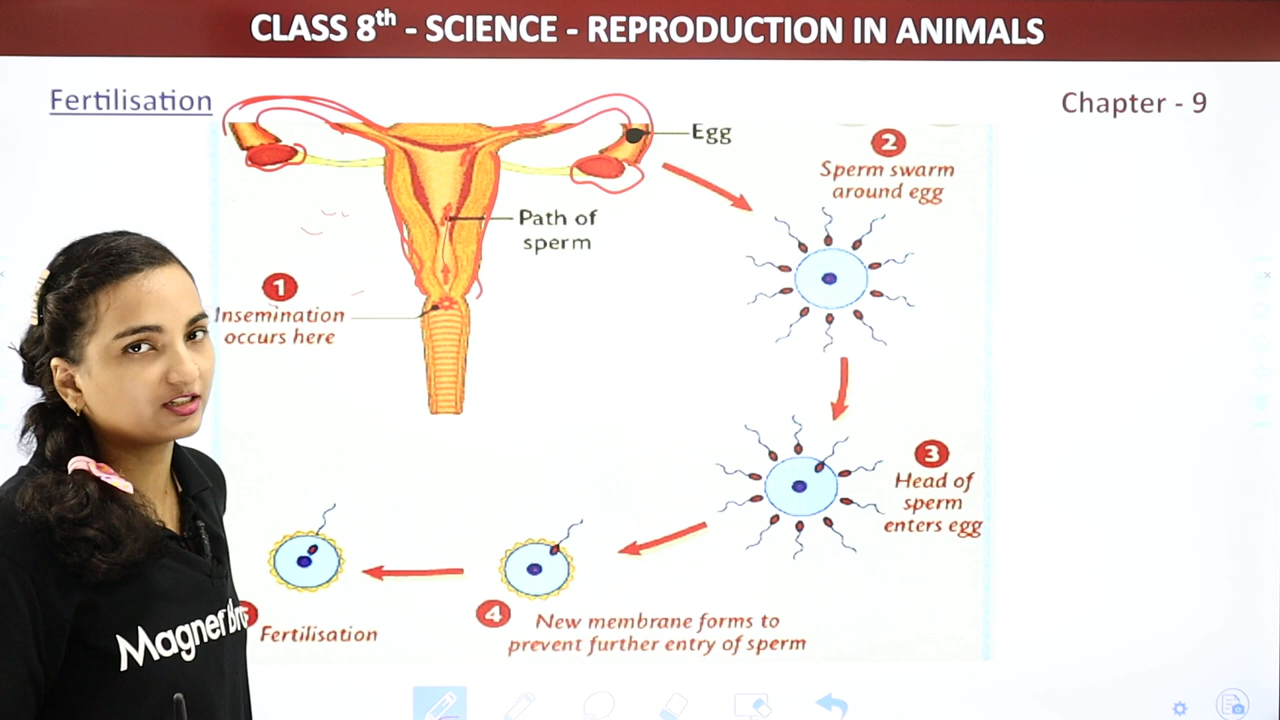 CLASS 8th - SCIENCE - REPRODUCTION IN ANIMALS
Fertilisation
Chapter - 9
Egg
2
Sperm swarm
around egg
Path of
sperm
1
Insemination
occurs here
3
Head of
sperm
enters egg
4
New membrane forms to
prevent further entry of sperm
Fertilisation
Magnet Br